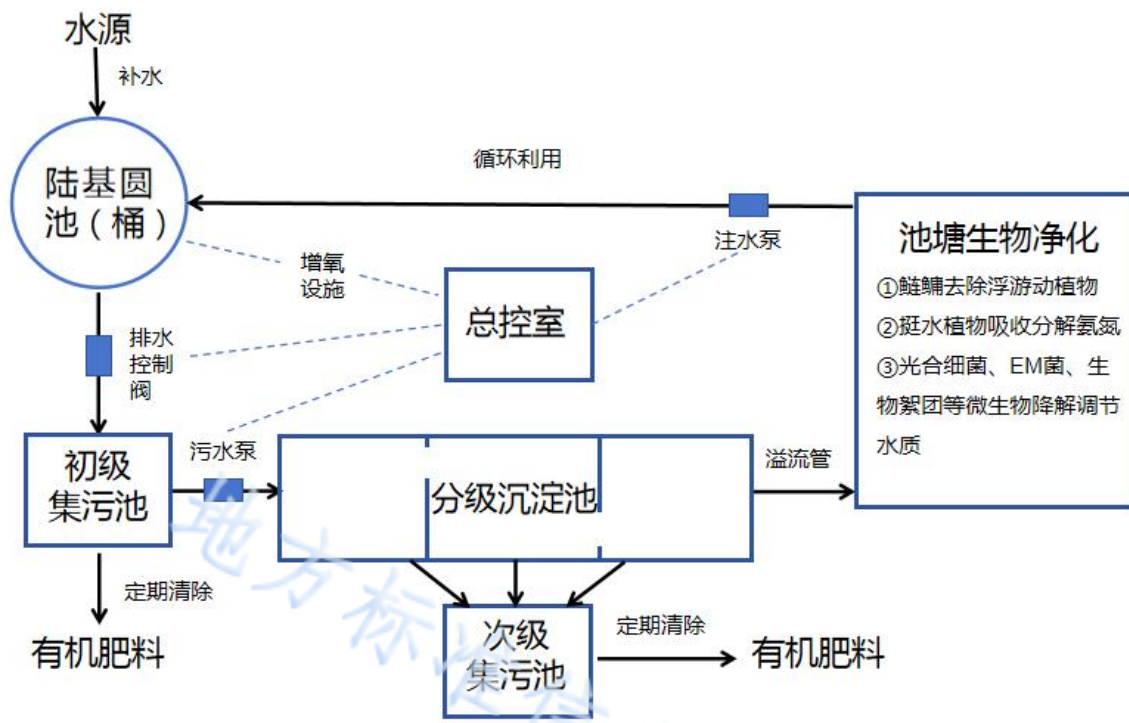 水源
补水
陆基圆
池（桶）
循环利用
注水泵
池塘生物净化
①鲢鳙去除浮游动植物
②挺水植物吸收分解氨氮
③光合细菌、EM菌、生
物絮团等微生物降解调节
水质
增氧
设施
总控室
排水
控制
阀
初级
集污池
污水泵
分级沉淀池
溢流管
定期清除
有机肥料
次级
集污池
定期清除
有机肥料
地方标准信